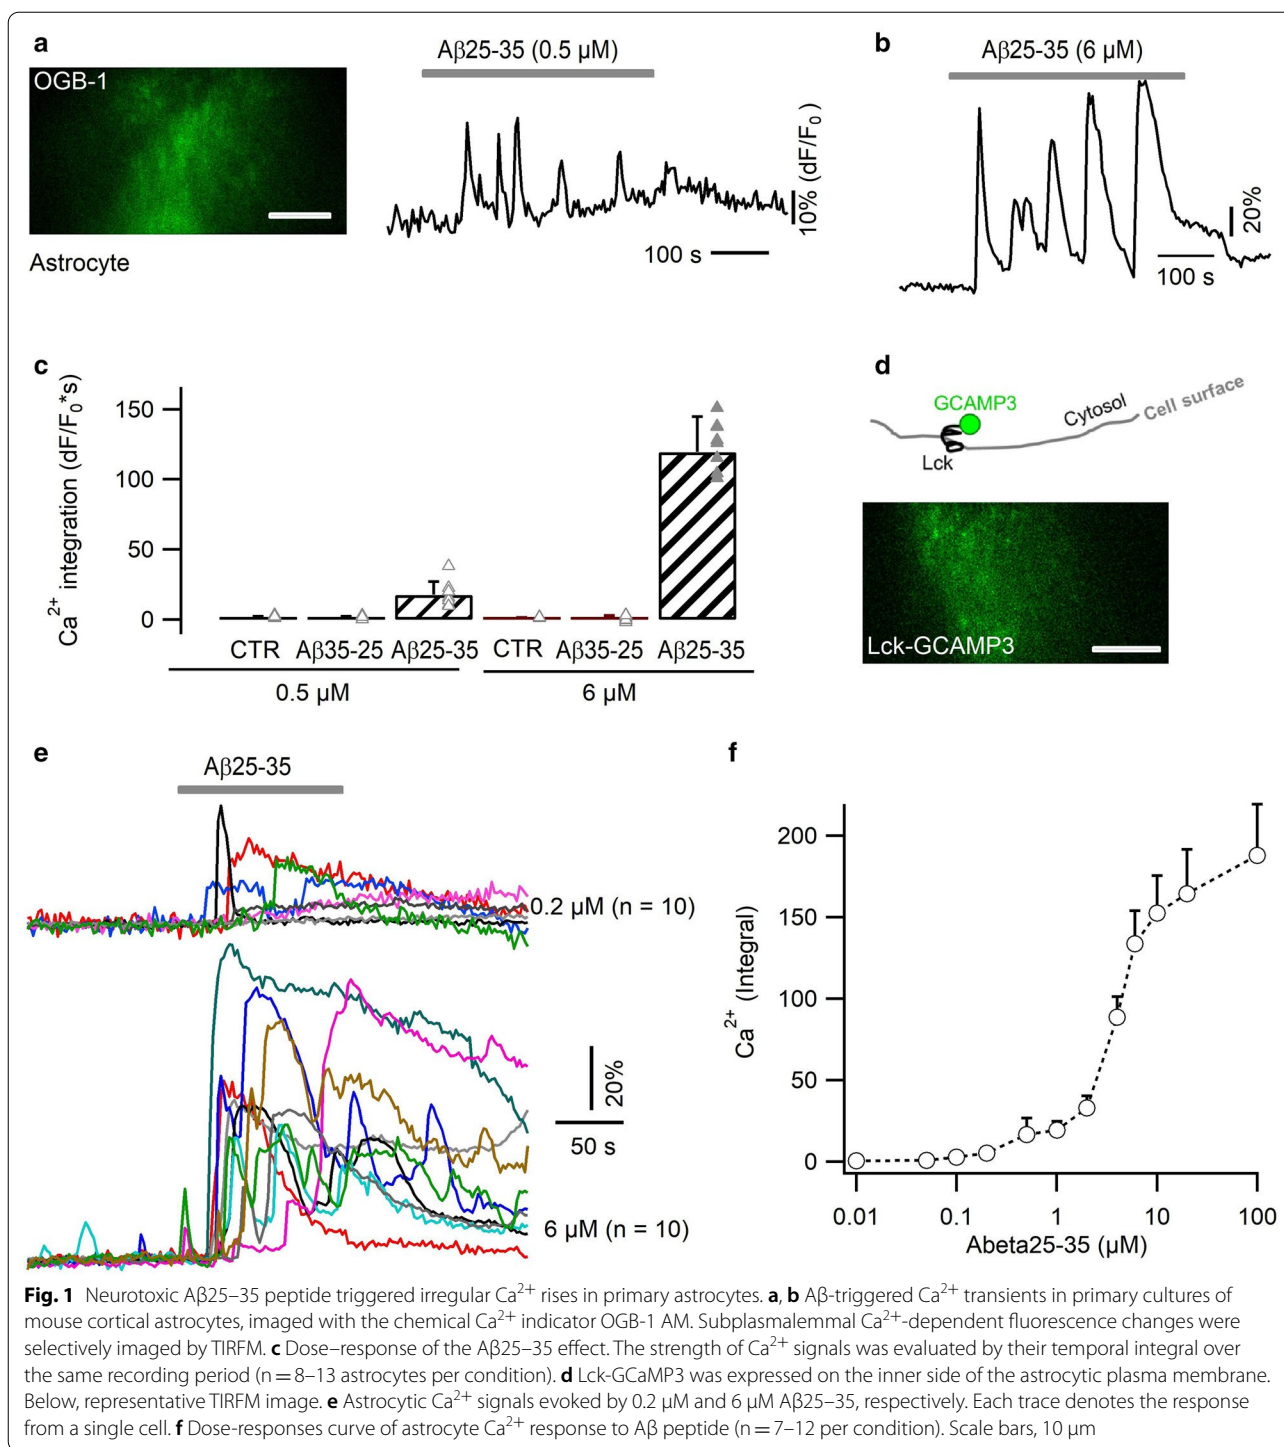 a
Aβ25-35 (0.5 µM)
OGB-1
10% (dF/F0)
100 s
Astrocyte
b
Aβ25-35 (6 µM)
20%
100 s
c
Ca2+ integration (dF/F0*s)
150
100
50
0
CTR Aβ35-25 Aβ25-35 CTR Aβ35-25 Aβ25-35
0.5 µM 6 µM
d
GCAMP3
Cytosol
Cell surface
Lck
Lck-GCAMP3
e
Aβ25-35
0.2 µM (n = 10)
20%
50 s
6 µM (n = 10)
f
Ca2+ (Integral)
200
150
100
50
0
0.01 0.1 1 10 100
Abeta25-35 (µM)
Fig. 1 Neurotoxic Aβ25–35 peptide triggered irregular Ca2+ rises in primary astrocytes. a, b Aβ-triggered Ca2+ transients in primary cultures of
mouse cortical astrocytes, imaged with the chemical Ca2+ indicator OGB-1 AM. Subplasmalemmal Ca2+-dependent fluorescence changes were
selectively imaged by TIRFM. c Dose–response of the Aβ25–35 effect. The strength of Ca2+ signals was evaluated by their temporal integral over
the same recording period (n = 8–13 astrocytes per condition). d Lck-GCaMP3 was expressed on the inner side of the astrocytic plasma membrane.
Below, representative TIRFM image. e Astrocytic Ca2+ signals evoked by 0.2 µM and 6 µM Aβ25–35, respectively. Each trace denotes the response
from a single cell. f Dose-responses curve of astrocyte Ca2+ response to Aβ peptide (n = 7–12 per condition). Scale bars, 10 µm